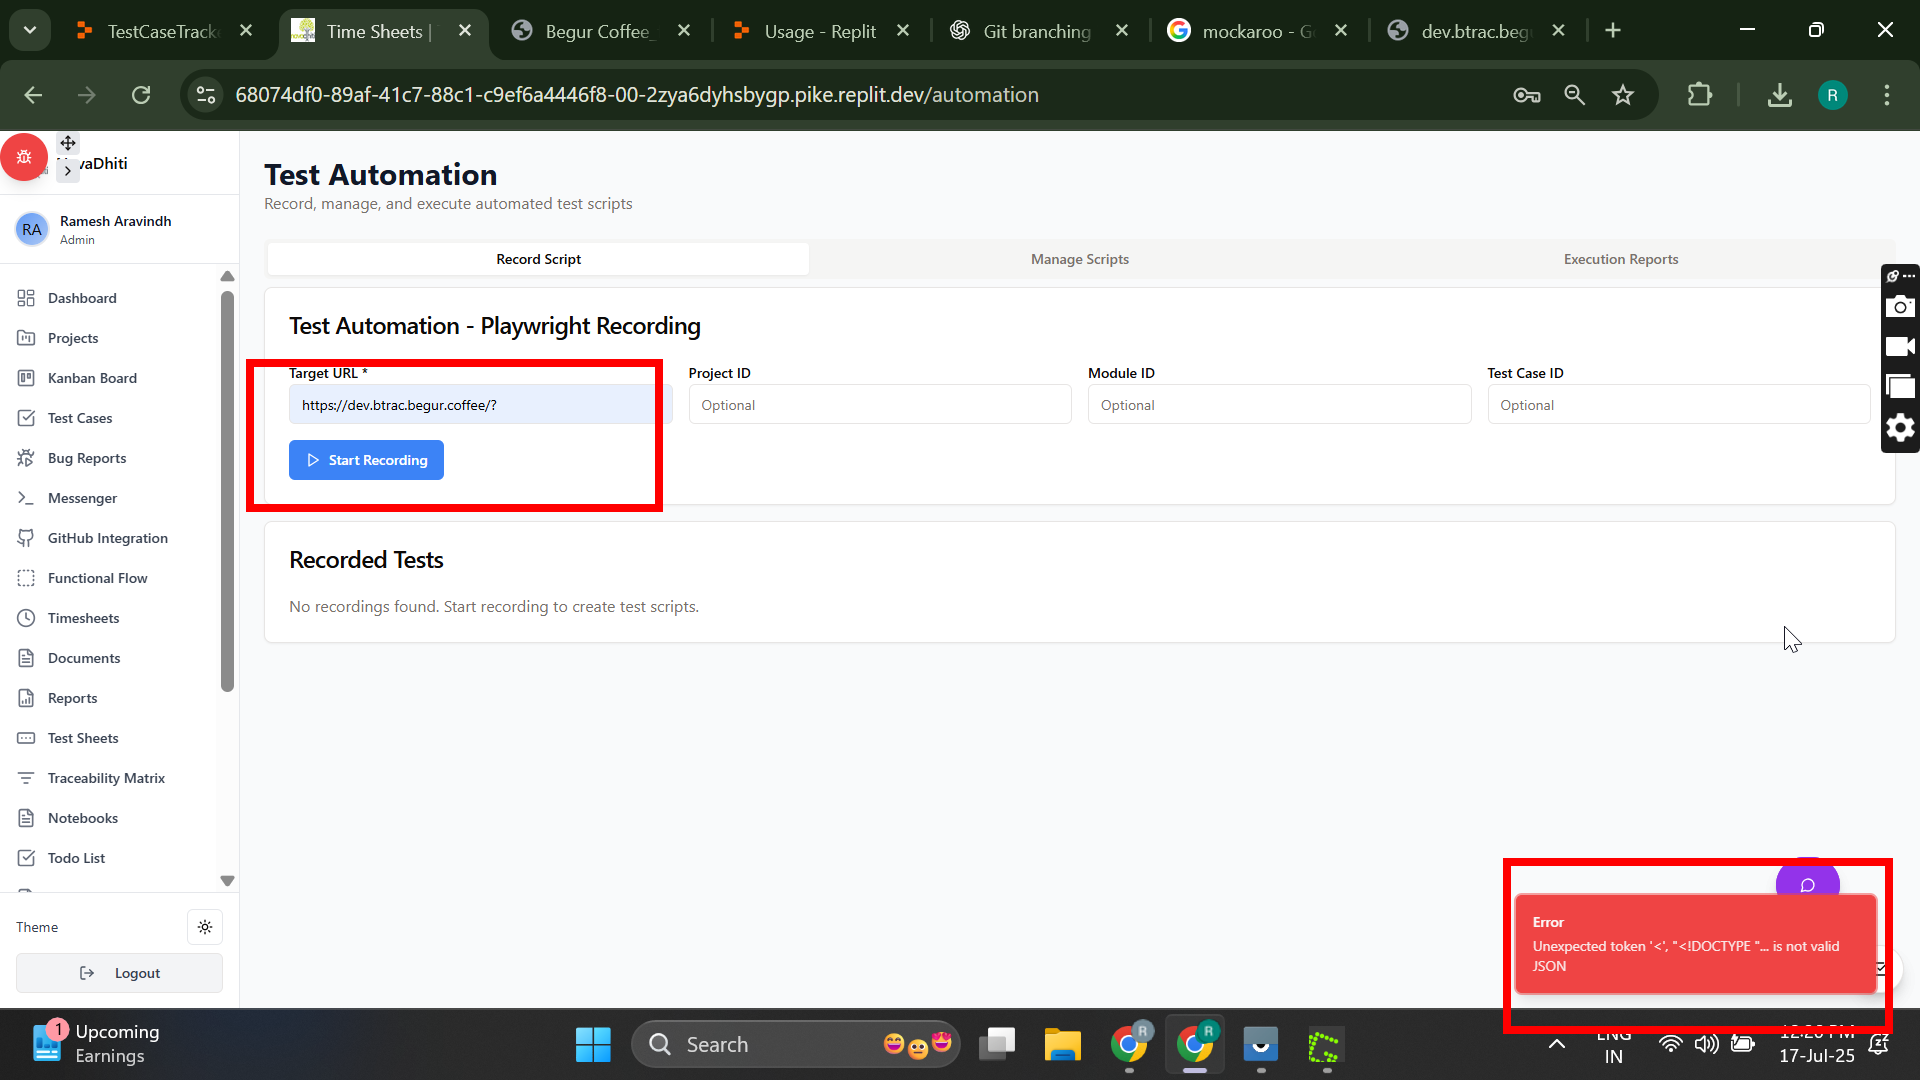 TestCaseTracke
Time Sheets |
Begur Coffee_
Usage - Replit
Git branching
mockaroo - Go
dev.btrac.begu
68074df0-89af-41c7-88c1-c9ef6a4446f8-00-2zya6dyhsbygp.pike.replit.dev/automation
R
vaDhiti
RA
Ramesh Aravindh
Admin
Dashboard
Projects
Kanban Board
Test Cases
Bug Reports
Messenger
GitHub Integration
Functional Flow
Timesheets
Documents
Reports
Test Sheets
Traceability Matrix
Notebooks
Todo List
Theme
Logout
Test Automation
Record, manage, and execute automated test scripts
Record Script
Manage Scripts
Execution Reports
Test Automation - Playwright Recording
Target URL *
Project ID
Module ID
Test Case ID
https://dev.btrac.begur.coffee/?
Optional
Optional
Optional
Start Recording
Recorded Tests
No recordings found. Start recording to create test scripts.
Error
Unexpected token '<', "<!DOCTYPE "... is not valid
JSON
1
Upcoming
Earnings
Search
R
R
ENG
IN
17-Jul-25